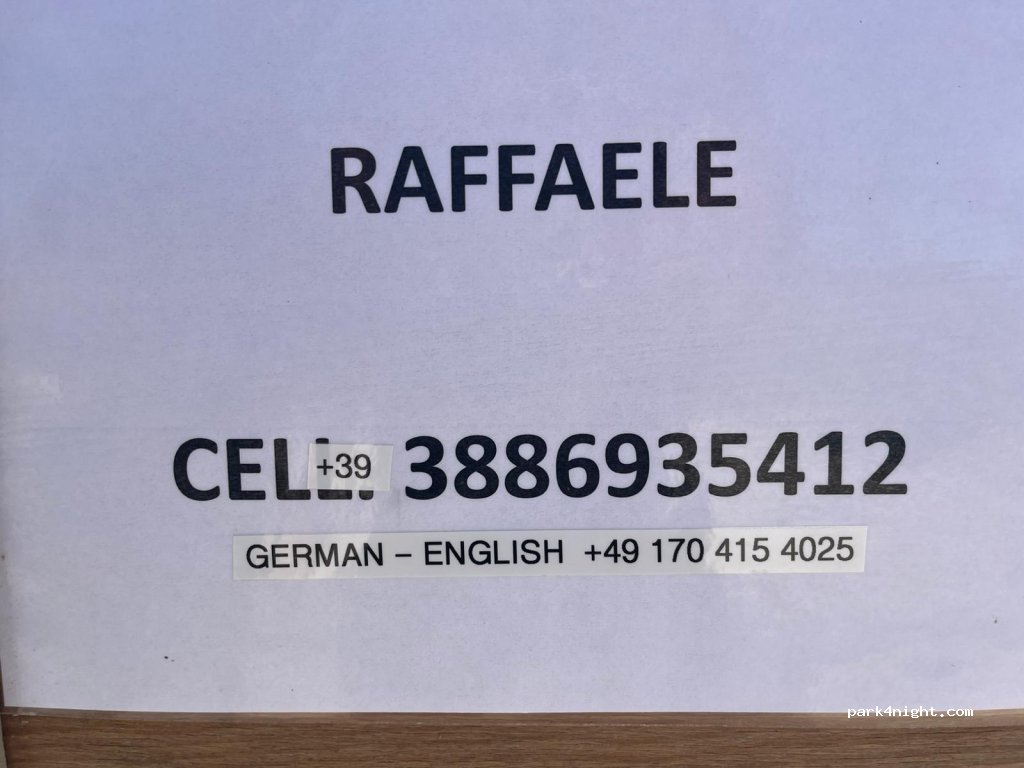 RAFFAELE
CELL. +39 3886935412
GERMAN – ENGLISH +49 170 415 4025
park4night.com